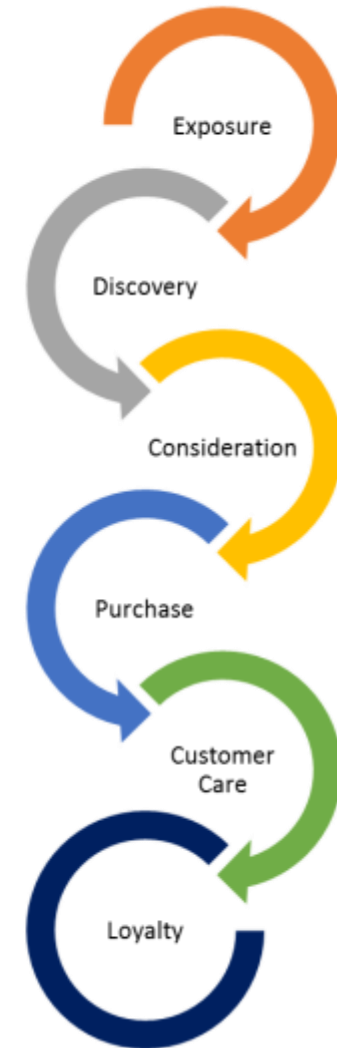 Exposure
Discovery
Consideration
Purchase
Customer
Care
Loyalty